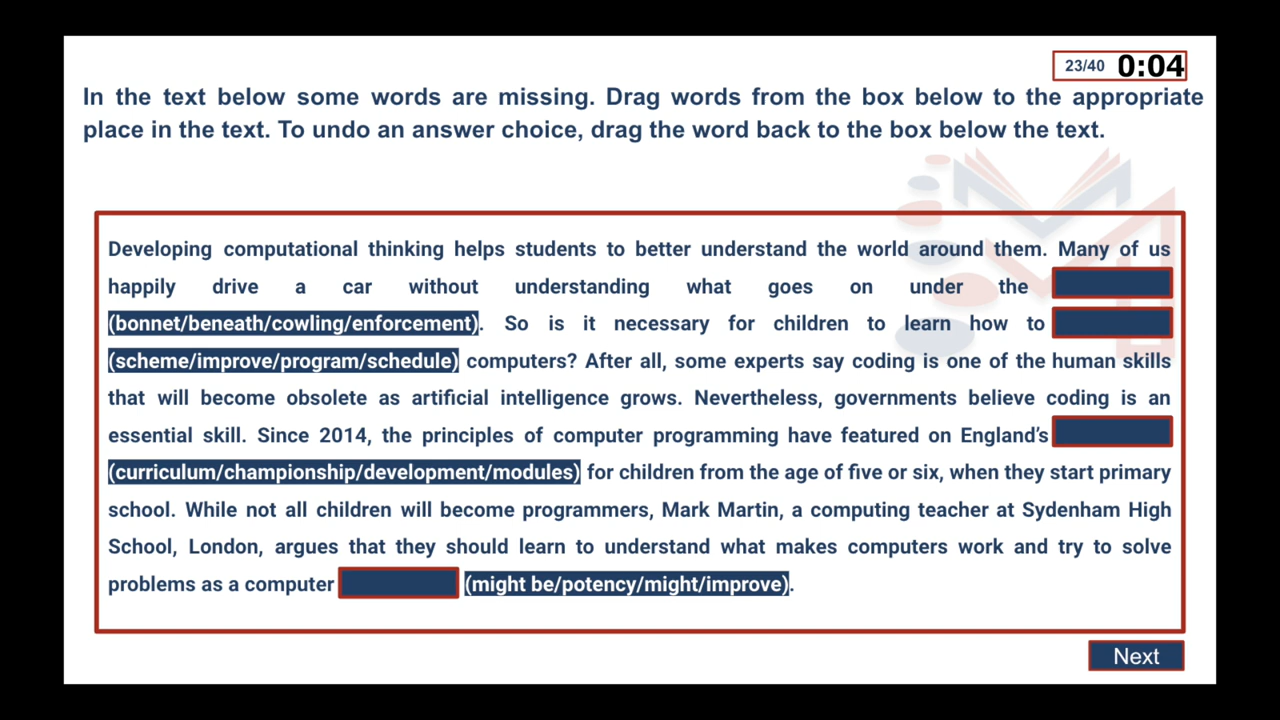 23/40 0:04
In the text below some words are missing. Drag words from the box below to the appropriate
place in the text. To undo an answer choice, drag the word back to the box below the text.
Developing computational thinking helps students to better understand the world around them. Many of us
happily drive a car without understanding what goes on under the
(bonnet/beneath/cowling/enforcement). So is it necessary for children to learn how to
(scheme/improve/program/schedule) computers? After all, some experts say coding is one of the human skills
that will become obsolete as artificial intelligence grows. Nevertheless, governments believe coding is an
essential skill. Since 2014, the principles of computer programming have featured on England’s
(curriculum/championship/development/modules) for children from the age of five or six, when they start primary
school. While not all children will become programmers, Mark Martin, a computing teacher at Sydenham High
School, London, argues that they should learn to understand what makes computers work and try to solve
problems as a computer (might be/potency/might/improve).
Next